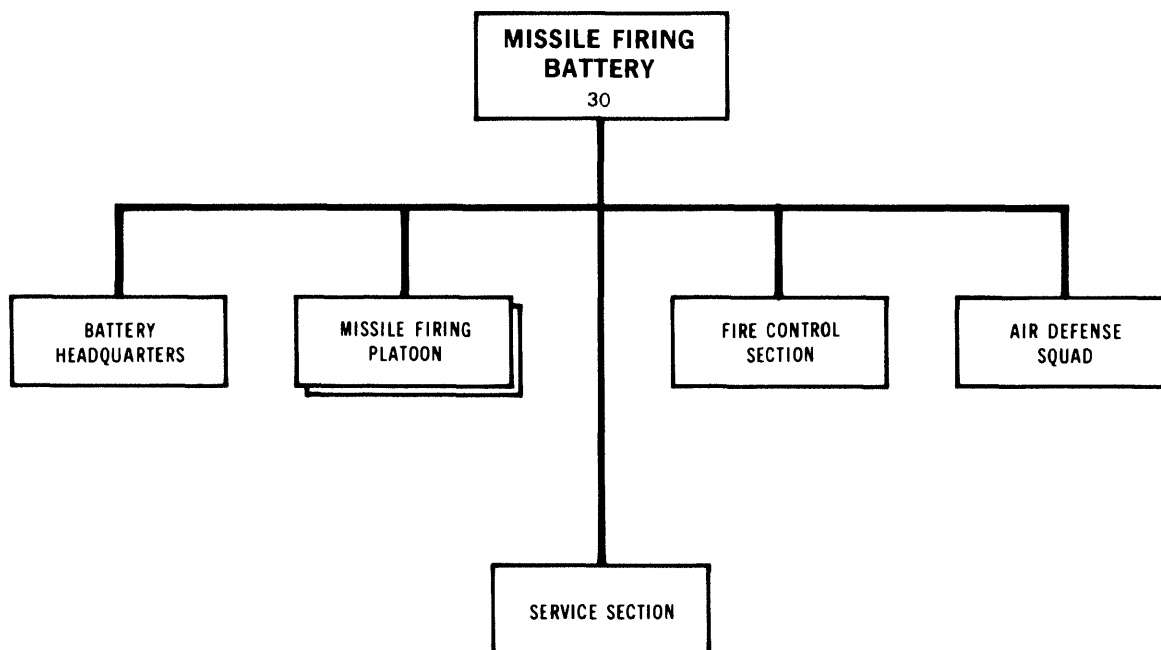 MISSILE FIRING
BATTERY
30
BATTERY
HEADQUARTERS
MISSILE FIRING
PLATOON
FIRE CONTROL
SECTION
AIR DEFENSE
SQUAD
SERVICE SECTION